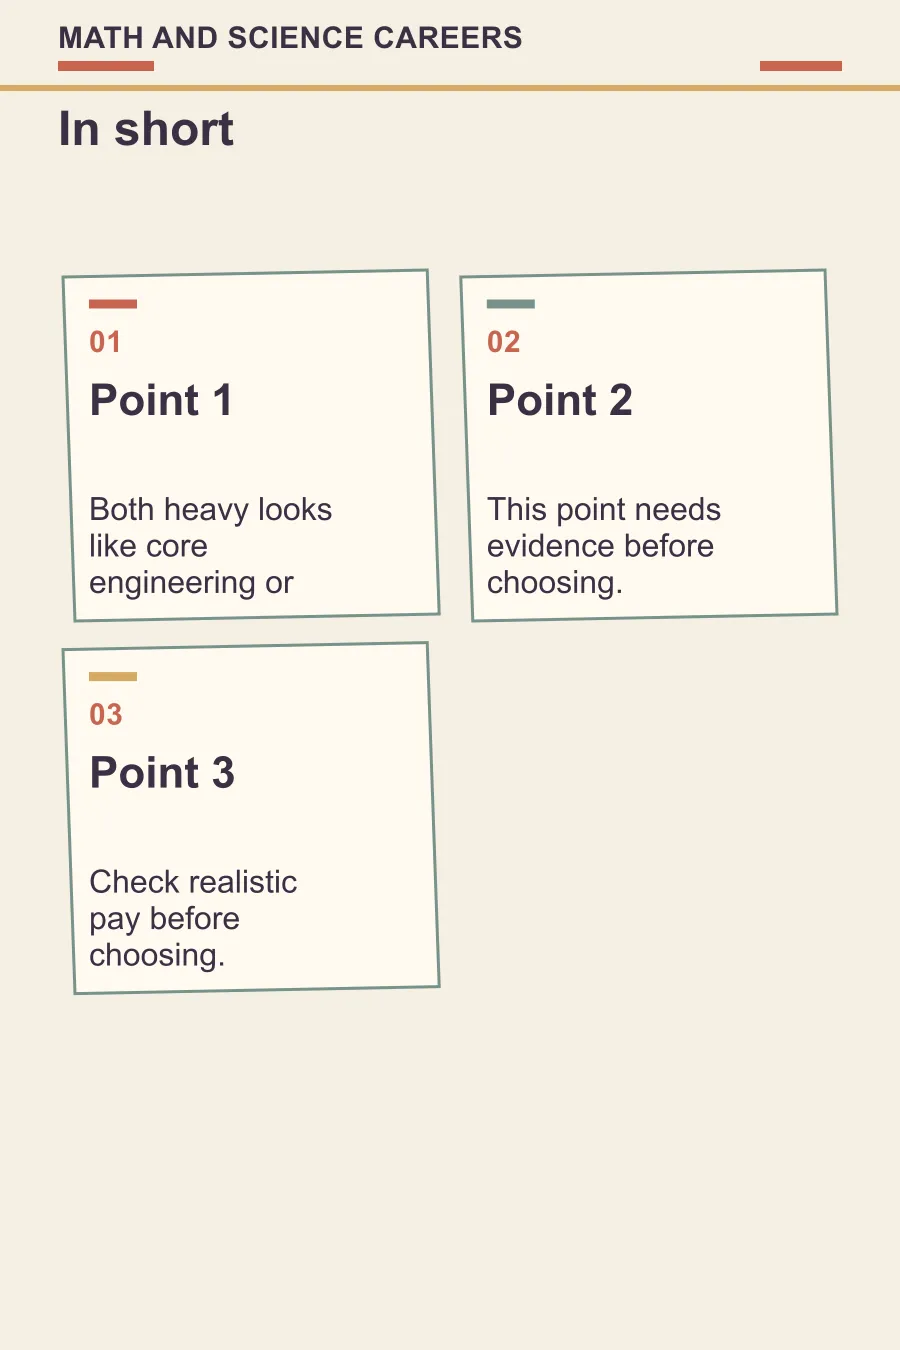 MATH AND SCIENCE CAREERS
In short
01
Point 1
Both heavy looks
like core
engineering or
02
Point 2
This point needs
evidence before
choosing.
03
Point 3
Check realistic
pay before
choosing.